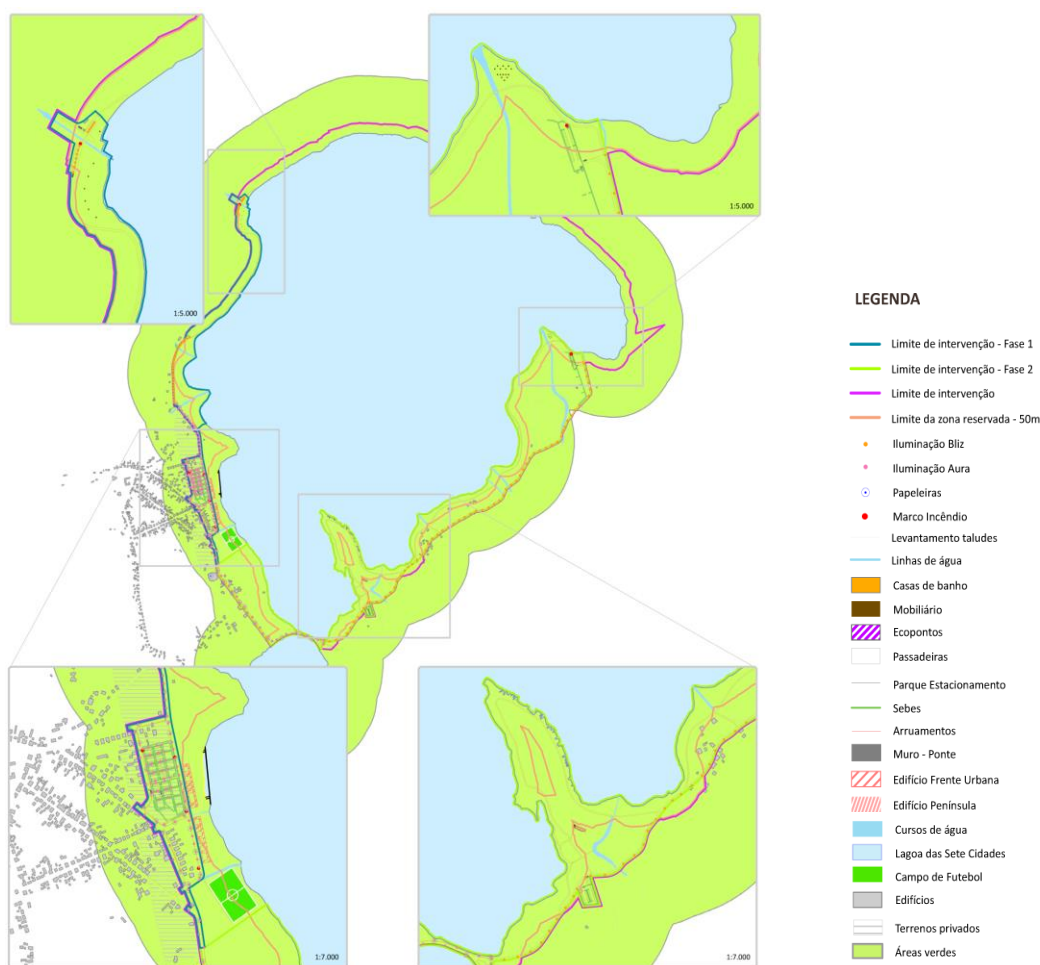 1:5.000
1:5.000
LEGENDA
Limite de intervenção - Fase 1
Limite de intervenção - Fase 2
Limite de intervenção
Limite da zona reservada - 50m
Iluminação Bliz
Iluminação Aura
Papeleiras
Marco Incêndio
Levantamento taludes
Linhas de água
Casas de banho
Mobiliário
Ecopontos
Passadeiras
Parque Estacionamento
Sebes
Arruamentos
Muro - Ponte
Edifício Frente Urbana
Edifício Península
Cursos de água
Lagoa das Sete Cidades
Campo de Futebol
Edifícios
Terrenos privados
Áreas verdes
1:7.000
1:7.000